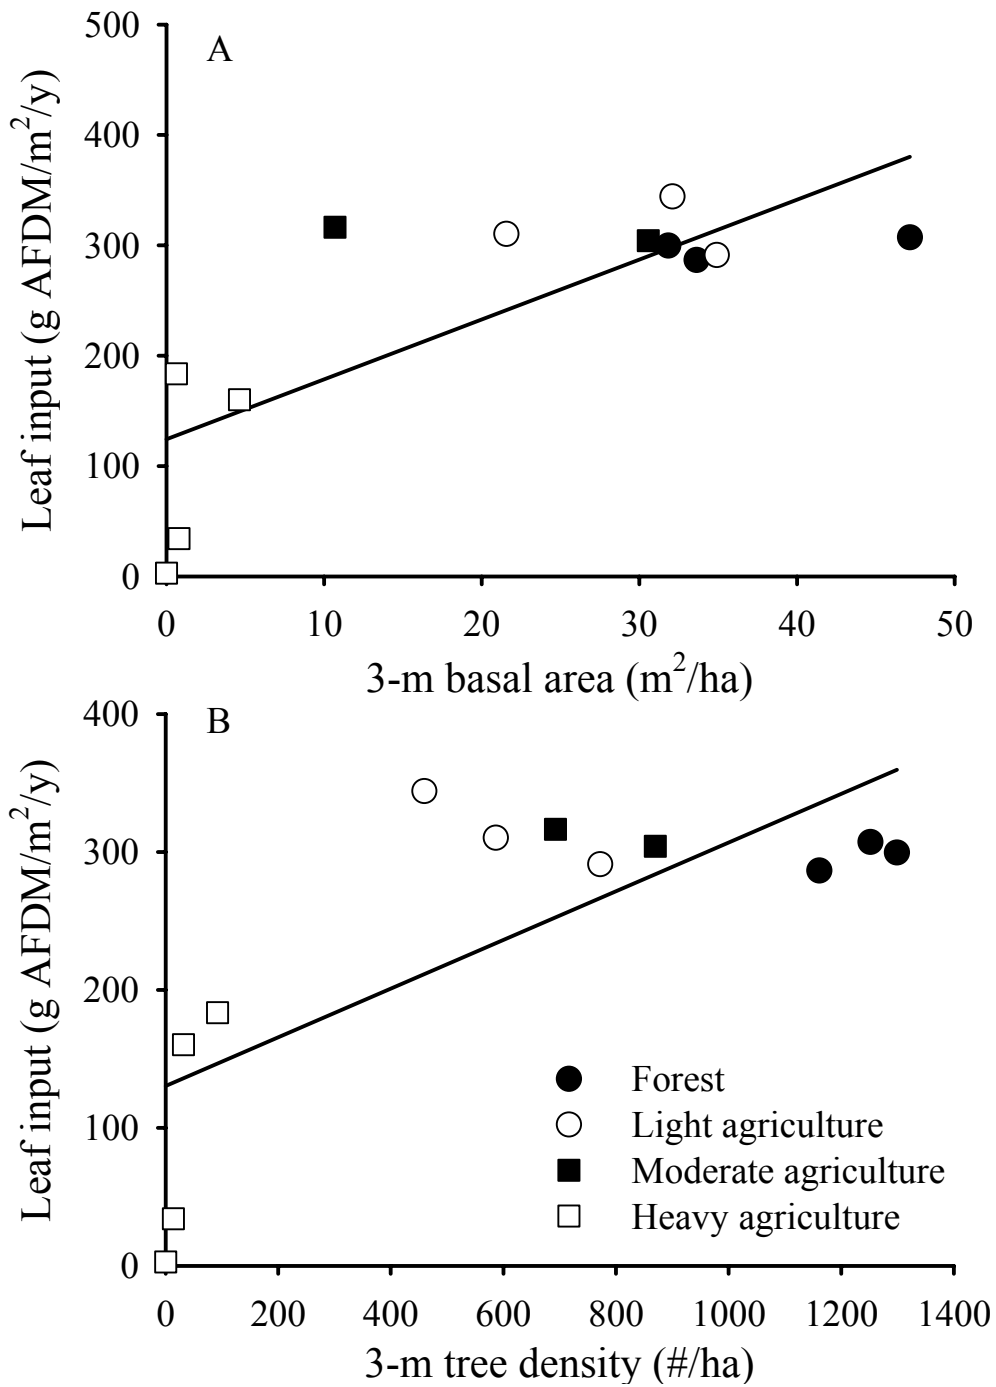 A
500
400
300
200
100
0
Leaf input (g AFDM/m²/y)
0 10 20 30 40 50
3-m basal area (m²/ha)
B
400
300
200
100
0
Leaf input (g AFDM/m²/y)
Forest
Light agriculture
Moderate agriculture
Heavy agriculture
0 200 400 600 800 1000 1200 1400
3-m tree density (#/ha)